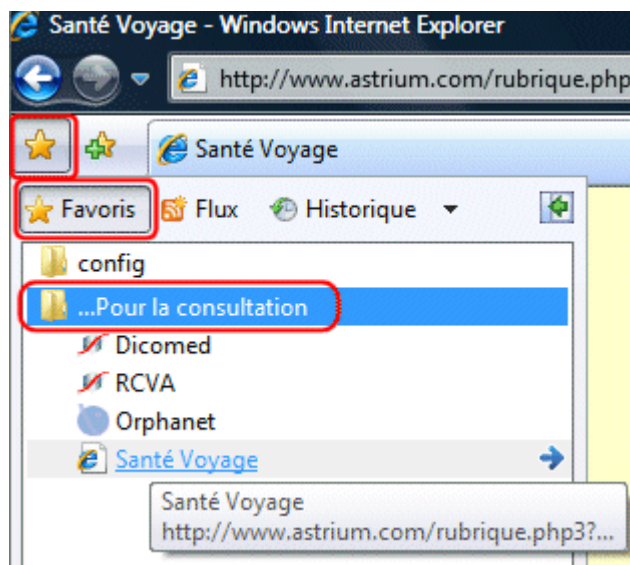 Santé Voyage - Windows Internet Explorer
http://www.astrium.com/rubrique.php
Santé Voyage
Favoris Flux Historique
config
...Pour la consultation
Dicomed
RCVA
Orphanet
Santé Voyage
Santé Voyage
http://www.astrium.com/rubrique.php3?...